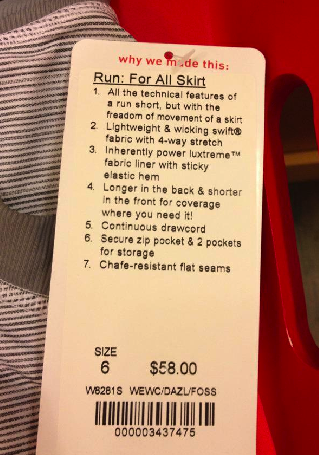 why we made this:
Run: For All Skirt
1. All the technical features of
a run short, but with the
freadom of movement of a skirt
2. Lightweight & wicking swift®
fabric with 4-way stretch
3. Inherently power luxtreme™
fabric liner with sticky
elastic hem
4. Longer in the back & shorter
in the front for coverage
where you need it!
5. Continuous drawcord
6. Secure zip pocket & 2 pockets
for storage
7. Chafe-resistant flat seams
SIZE
6 $58.00
W8281S WEWC/DAZL/FOSS
000003437475